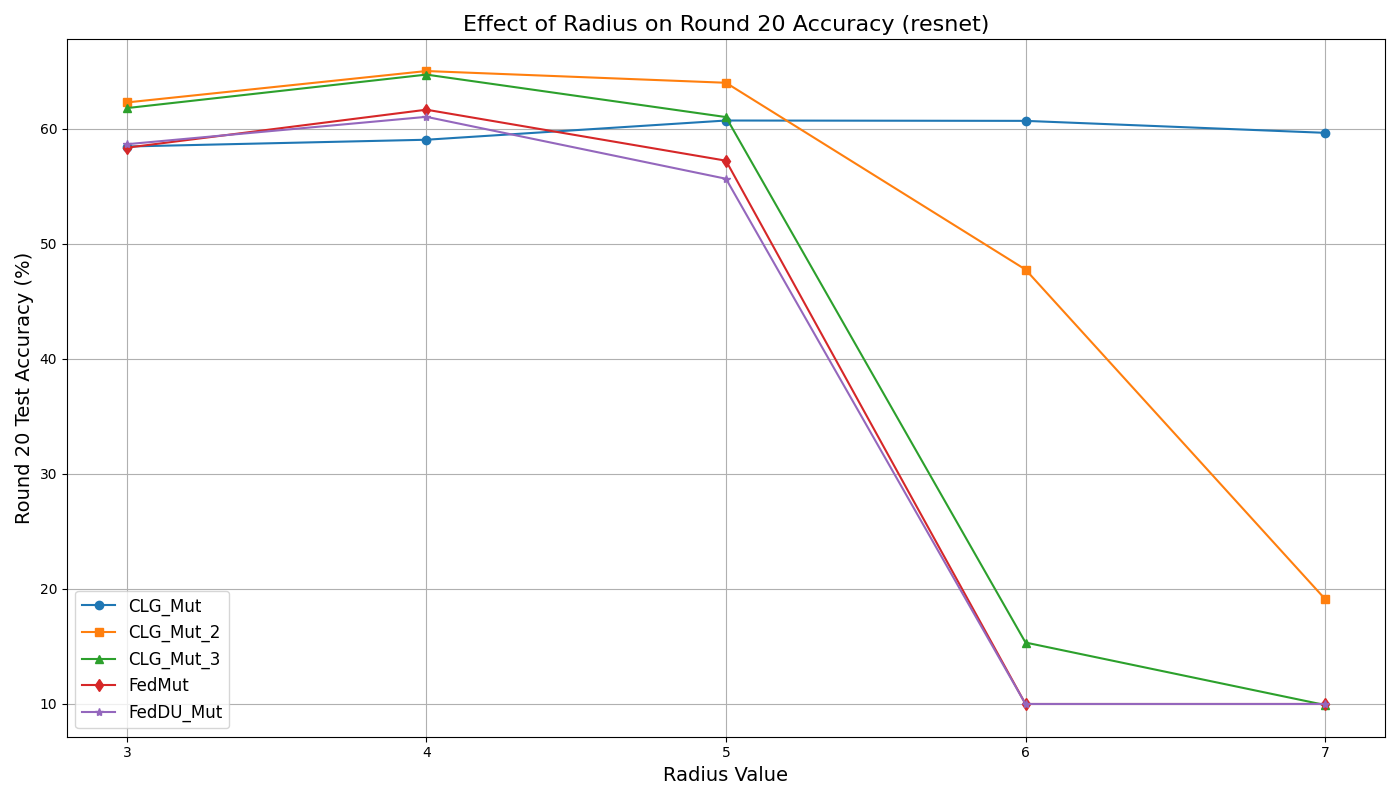 Effect of Radius on Round 20 Accuracy (resnet)
Round 20 Test Accuracy (%)
60
50
40
30
20
10
CLG_Mut
CLG_Mut_2
CLG_Mut_3
FedMut
FedDU_Mut
3 4 5 6 7
Radius Value